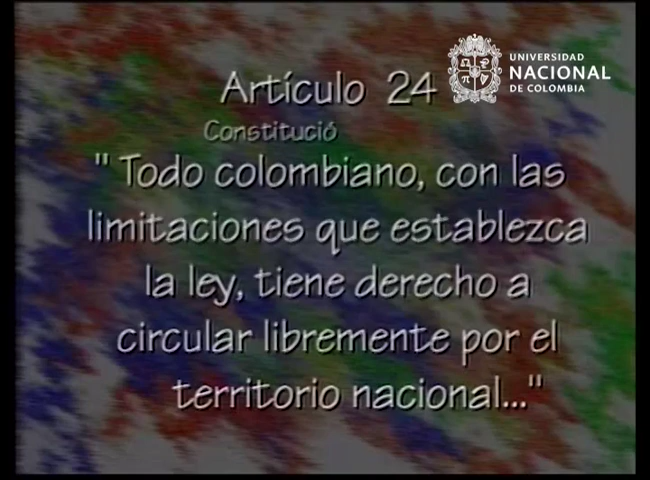 Artículo 24
UNIVERSIDAD
NACIONAL
DE COLOMBIA
Constitució
" Todo colombiano, con las
limitaciones que establezca
la ley, tiene derecho a
circular libremente por el
territorio nacional..."